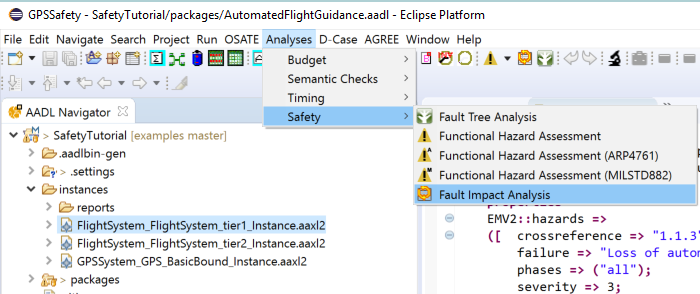 GPSSafety - SafetyTutorial/packages/AutomatedFlightGuidance.aadl - Eclipse Platform
File Edit Navigate Search Project Run OSATE Analyses D-Case AGREE Window Help
Budget
Semantic Checks
Timing
Safety
Fault Tree Analysis
Functional Hazard Assessment
Functional Hazard Assessment (ARP4761)
Functional Hazard Assessment (MILSTD882)
Fault Impact Analysis
AADL Navigator
SafetyTutorial [examples master]
.aadlbin-gen
.settings
instances
reports
FlightSystem_FlightSystem_tier1_Instance.aaxl2
FlightSystem_FlightSystem_tier2_Instance.aaxl2
GPSSystem_GPS_BasicBound_Instance.aaxl2
packages
properties
EMV2::hazards =>
([ crossreference => "1.1.3"
failure => "Loss of autom
phases => ("all");
severity => 3;